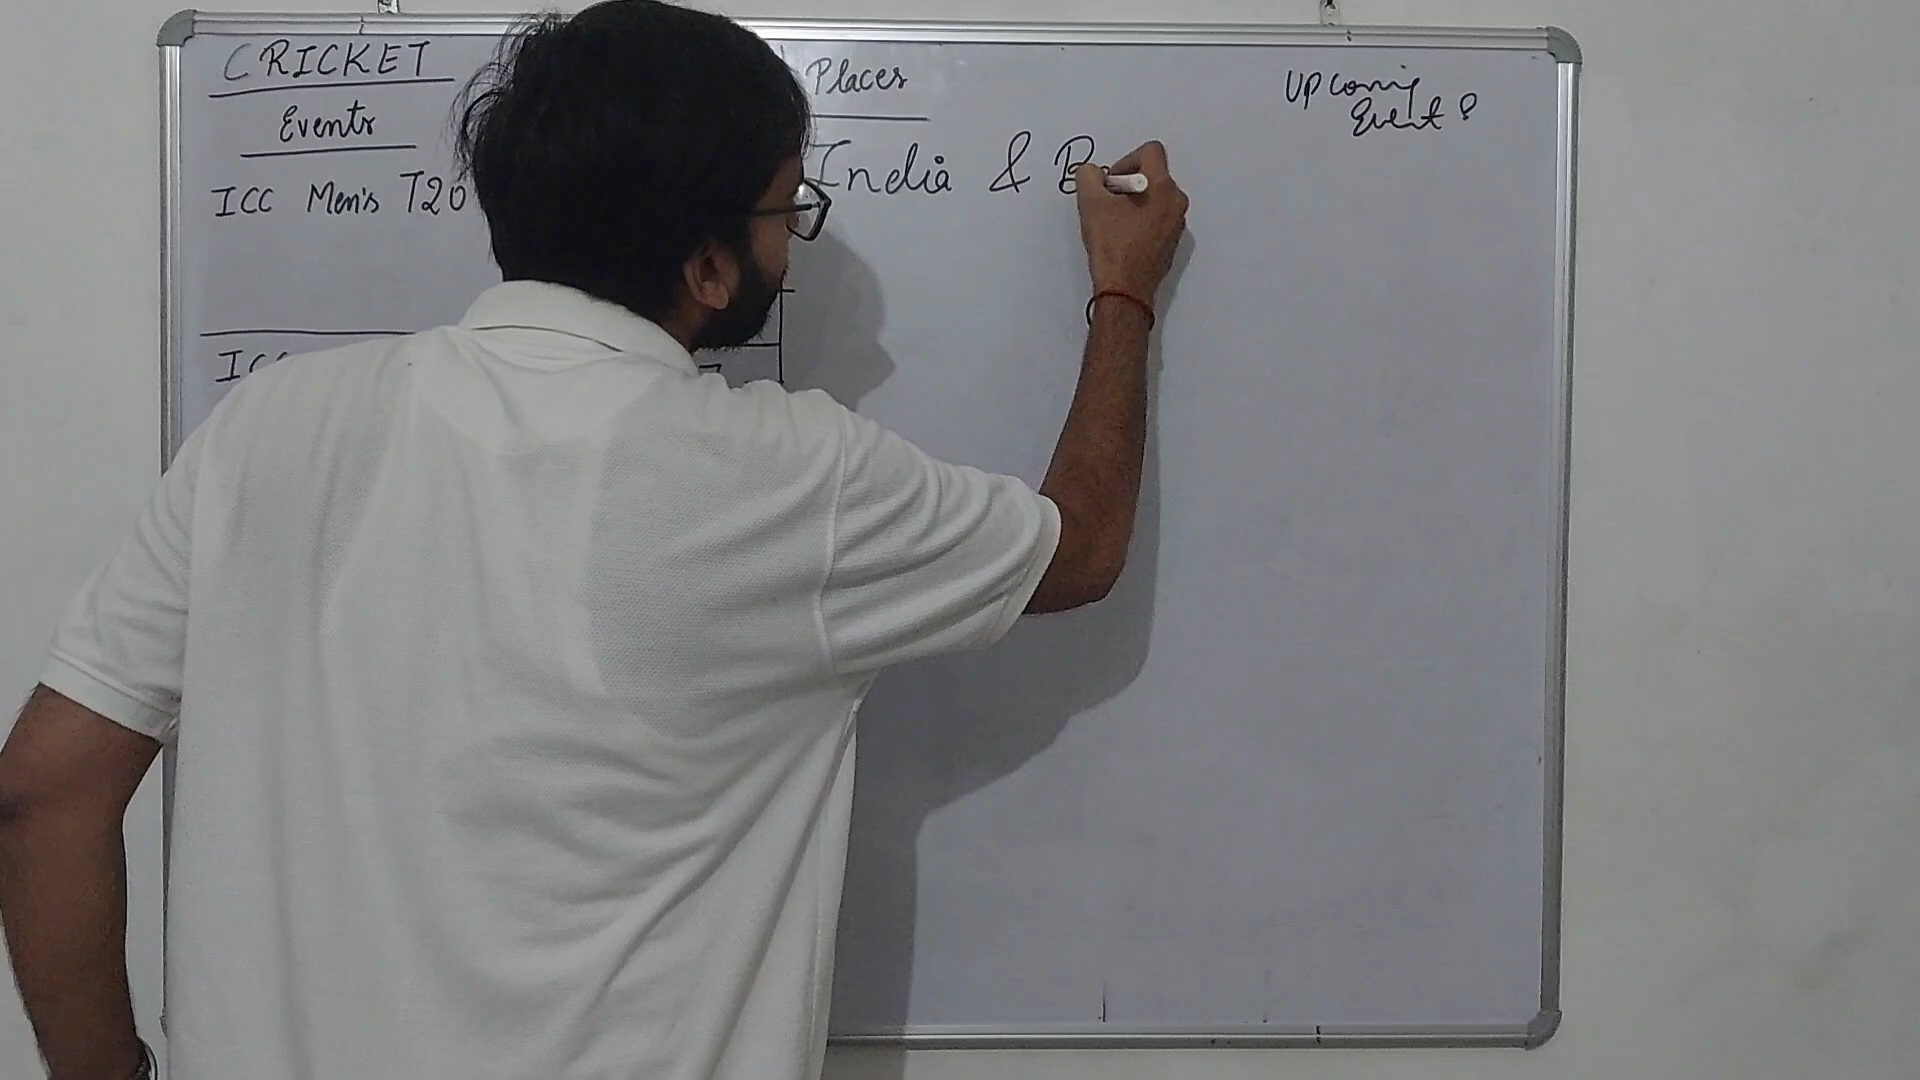 CRICKET
Events
ICC Men's T20
ICC
Places
India &
Upcoming
Event ?